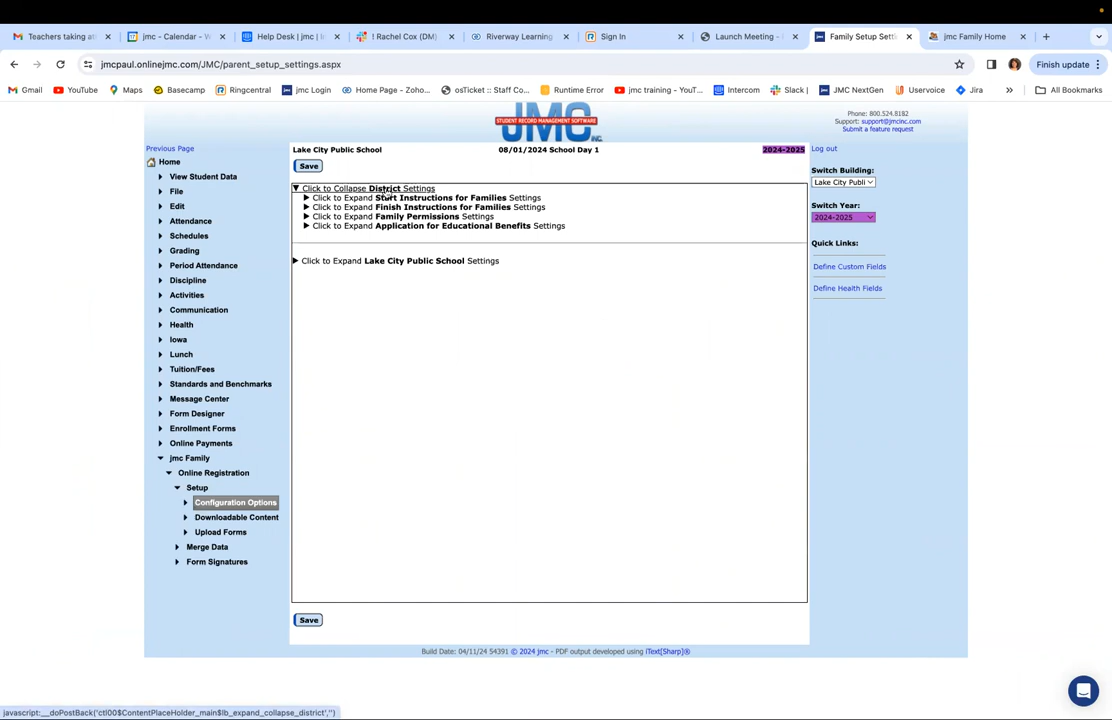 Teachers taking at
jmc - Calendar - W
Help Desk | jmc | In
! Rachel Cox (DM)
Riverway Learning
Sign In
Launch Meeting -
Family Setup Setti
jmc Family Home
jmcpaul.onlinejmc.com/JMC/parent_setup_settings.aspx
Finish update
Gmail
YouTube
Maps
Basecamp
Ringcentral
jmc Login
Home Page - Zoho...
osTicket :: Staff Co...
Runtime Error
jmc training - YouT...
Intercom
Slack |
JMC NextGen
Uservoice
Jira
All Bookmarks
STUDENT RECORD MANAGEMENT SOFTWARE
JMC INC.
Phone: 800.524.8182
Support: support@jmcinc.com
Submit a feature request
Previous Page
Lake City Public School
08/01/2024 School Day 1
2024-2025
Log out
Home
View Student Data
File
Edit
Attendance
Schedules
Grading
Period Attendance
Discipline
Activities
Communication
Health
Iowa
Lunch
Tuition/Fees
Standards and Benchmarks
Message Center
Form Designer
Enrollment Forms
Online Payments
jmc Family
Online Registration
Setup
Configuration Options
Downloadable Content
Upload Forms
Merge Data
Form Signatures
Save
Click to Collapse District Settings
Click to Expand Start Instructions for Families Settings
Click to Expand Finish Instructions for Families Settings
Click to Expand Family Permissions Settings
Click to Expand Application for Educational Benefits Settings
Click to Expand Lake City Public School Settings
Save
Switch Building:
Lake City Publi
Switch Year:
2024-2025
Quick Links:
Define Custom Fields
Define Health Fields
Build Date: 04/11/24 54391 © 2024 jmc - PDF output developed using iText[Sharp]®
javascript:__doPostBack('ctl00$ContentPlaceHolder_main$lb_expand_collapse_district','')